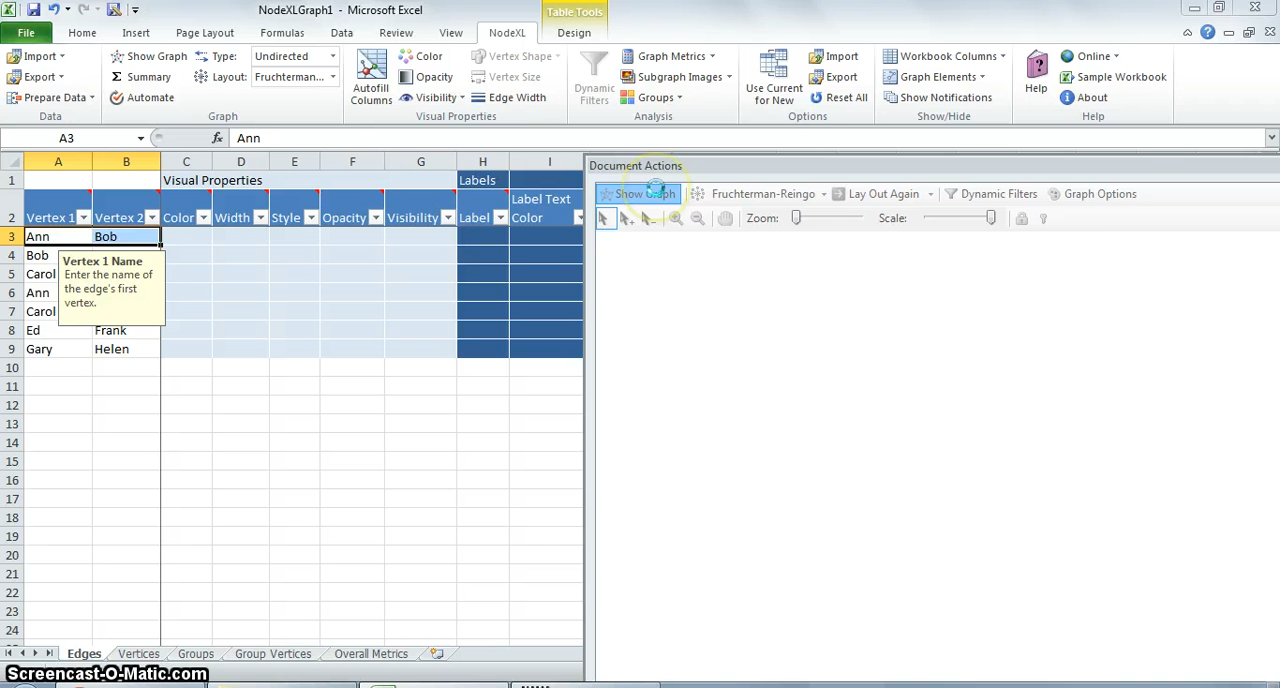 NodeXLGraph1 - Microsoft Excel
Table Tools
File Home Insert Page Layout Formulas Data Review View NodeXL Design
Import Show Graph Type: Undirected Color Vertex Shape Graph Metrics Import Workbook Columns Online
Export Summary Layout: Fruchterman... Opacity Vertex Size Subgraph Images Export Graph Elements Sample Workbook
Prepare Data Automate Autofill Columns Visibility Edge Width Dynamic Filters Groups Use Current for New Reset All Show Notifications Help About
Data Graph Visual Properties Analysis Options Show/Hide Help
A3 fx Ann
A B C D E F G H I
Document Actions
1 Visual Properties Labels
Show Graph Fruchterman-Reingo Lay Out Again Dynamic Filters Graph Options
2 Vertex 1 Vertex 2 Color Width Style Opacity Visibility Label Label Text Color
Zoom: Scale:
3 Ann Bob
4 Bob
5 Carol
6 Ann
7 Carol
8 Ed Frank
9 Gary Helen
Vertex 1 Name
Enter the name of
the edge's first
vertex.
10
11
12
13
14
15
16
17
18
19
20
21
22
23
24
Edges Vertices Groups Group Vertices Overall Metrics
Screencast-O-Matic.com